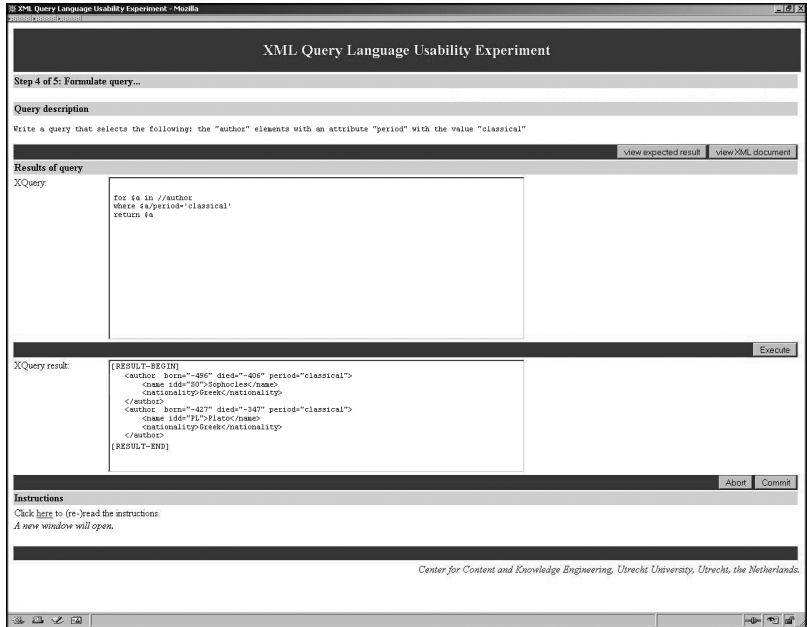 XML Query Language Usability Experiment - Mozilla
XML Query Language Usability Experiment
Step 4 of 5: Formulate query...
Query description
Write a query that selects the following: the "author" elements with an attribute "period" with the value "classical"
view expected result view XML document
Results of query
XQuery:
for $a in //author
where $a/period='classical'
return $a
Execute
XQuery result:
[RESULT-BEGIN]
<author born="-496" died="-406" period="classical">
<name idd="SO">Sophocles</name>
<nationality>Greek</nationality>
</author>
<author born="-427" died="-347" period="classical">
<name idd="PL">Plato</name>
<nationality>Greek</nationality>
</author>
[RESULT-END]
Abort Commit
Instructions
Click here to (re-)read the instructions.
A new window will open.
Center for Content and Knowledge Engineering, Utrecht University, Utrecht, the Netherlands.